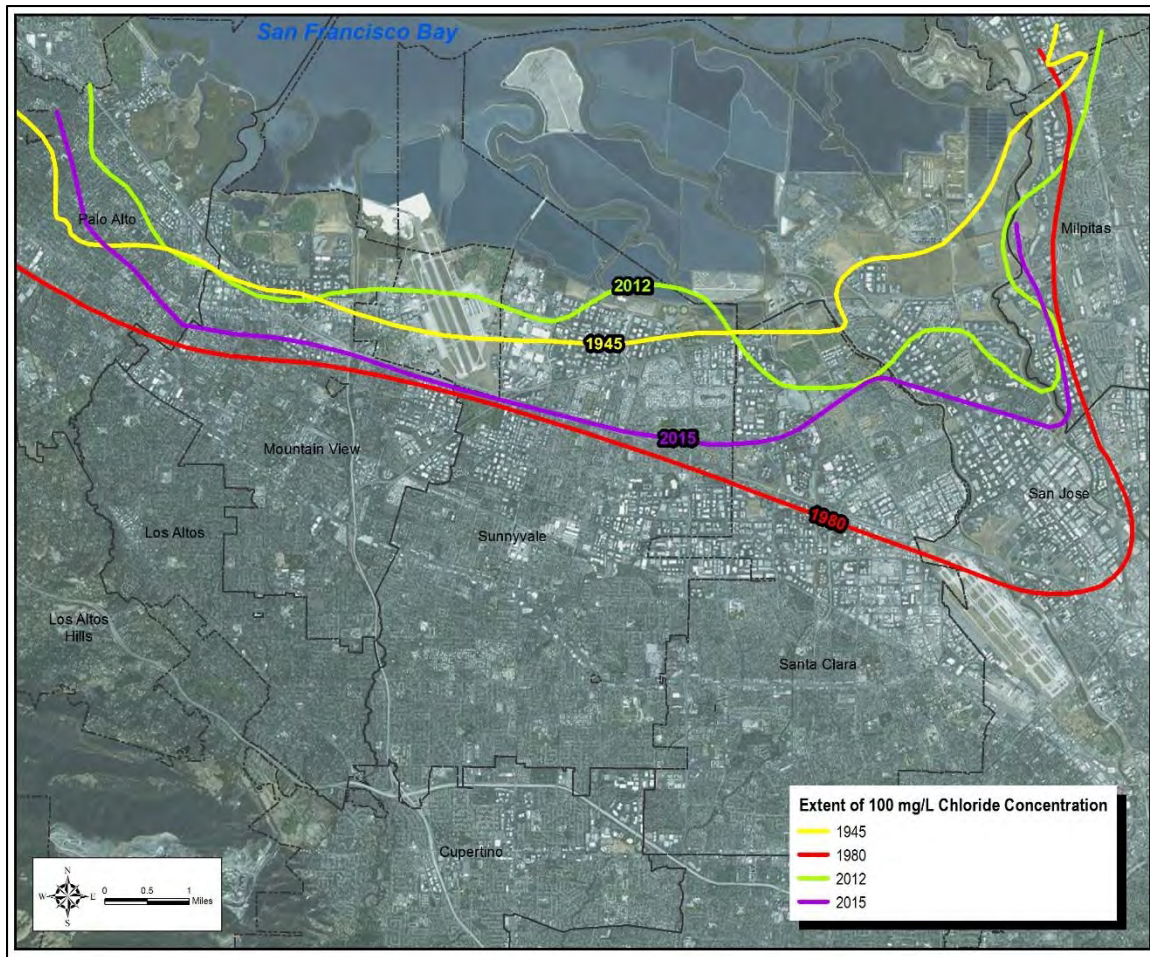 San Francisco Bay
Palo Alto
Milpitas
2012
1945
2015
Mountain View
San Jose
1980
Los Altos
Sunnyvale
Los Altos
Hills
Santa Clara
Cupertino
N
W E
S
0 0.5 1
Miles
Extent of 100 mg/L Chloride Concentration
1945
1980
2012
2015